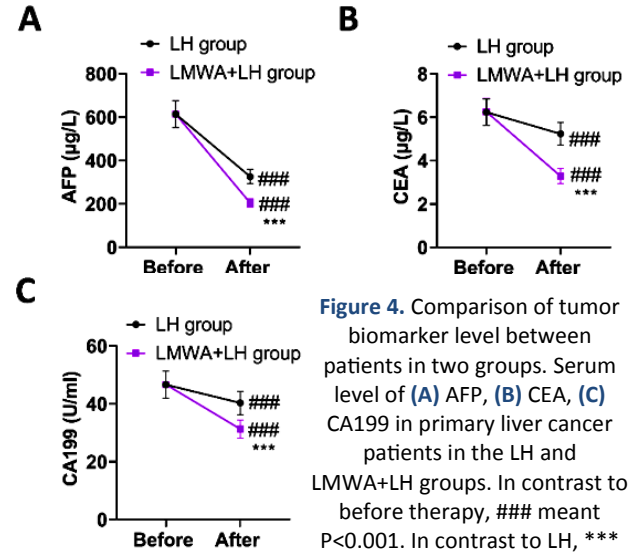 A
LH group
LMWA+LH group
800
600
400
200
0
AFP (μg/L)
###
###
***
Before After
B
LH group
LMWA+LH group
8
6
4
2
0
CEA (μg/L)
###
###
***
Before After
C
LH group
LMWA+LH group
60
40
20
0
CA199 (U/ml)
###
###
***
Before After
Figure 4. Comparison of tumor
biomarker level between
patients in two groups. Serum
level of (A) AFP, (B) CEA, (C)
CA199 in primary liver cancer
patients in the LH and
LMWA+LH groups. In contrast to
before therapy, ### meant
P<0.001. In contrast to LH, ***